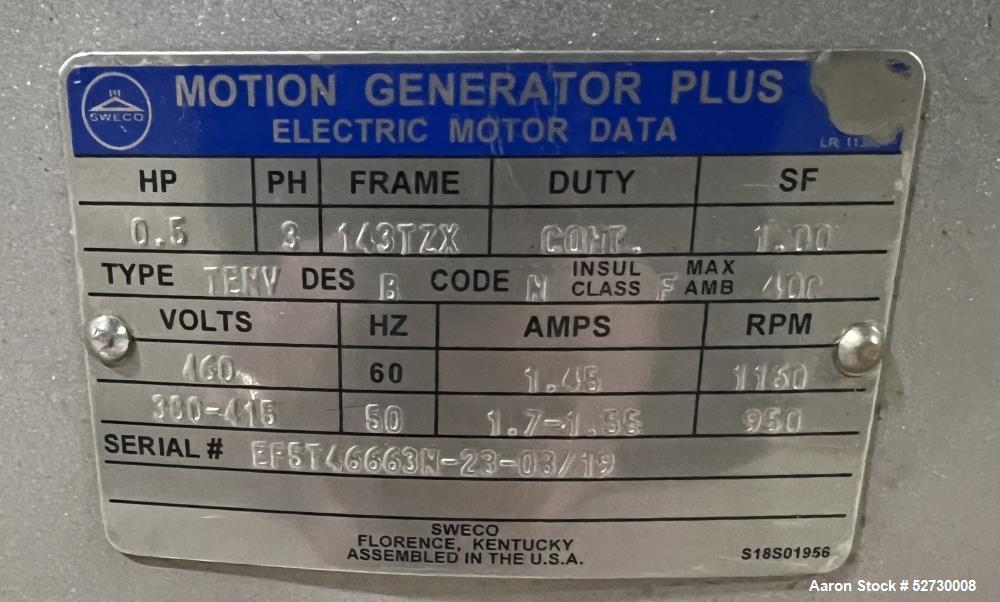 SWECO
MOTION GENERATOR PLUS
ELECTRIC MOTOR DATA
HP PH FRAME DUTY SF
0.5 3 143TZX CONT. 1.00
TYPE TENV DES B CODE N INSUL CLASS F MAX AMB 40C
VOLTS HZ AMPS RPM
460 60 1.45 1160
380-415 50 1.7-1.55 950
SERIAL # EF5T46663N-23-03/19
SWECO
FLORENCE, KENTUCKY
ASSEMBLED IN THE U.S.A.
S18S01956
Aaron Stock # 52730008